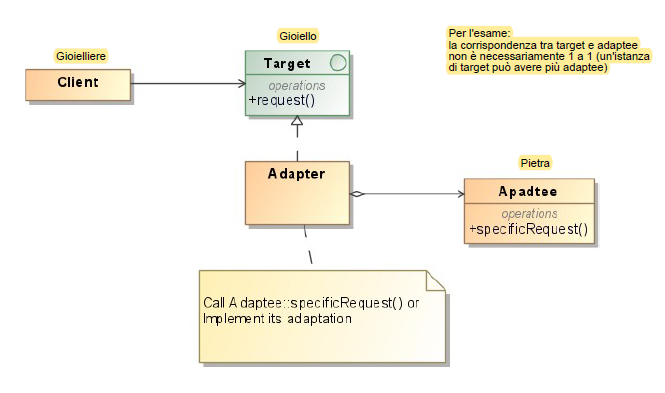 Gioielliere
Client
Gioiello
Target
operations
+request()
Per l'esame:
la corrispondenza tra target e adaptee
non è necessariamente 1 a 1 (un'istanza
di target può avere più adaptee)
Adapter
Pietra
Apadtee
operations
+specificRequest()
Call Adaptee::specificRequest() or
Implement its adaptation